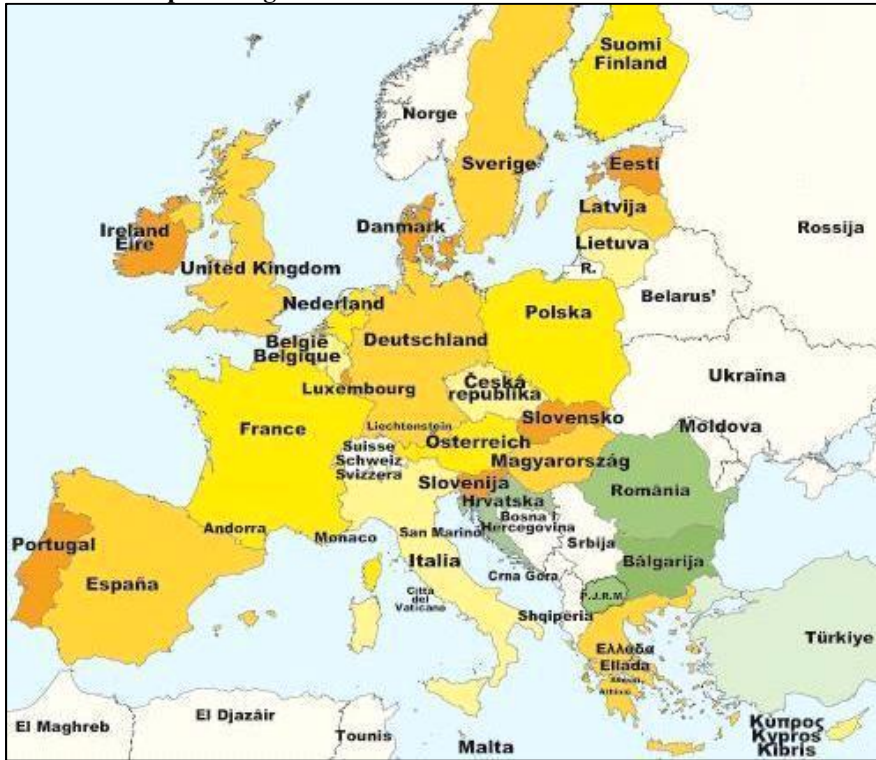 Suomi
Finland
Norge
Sverige
Eesti
Latvija
Lietuva
Rossija
R.
Belarus'
Danmark
Ireland
Éire
United Kingdom
Nederland
België
Belgique
Deutschland
Polska
Luxembourg
Česká
republika
Ukraïna
Slovensko
Moldova
France
Liechtenstein
Österreich
Suisse
Schweiz
Svizzera
Magyarország
Slovenija
Hrvatska
România
Bosna i
Hercegovina
Srbija
Andorra
Monaco
San Marino
Portugal
España
Italia
Crna Gora
Bâlgarija
Città
del
Vaticano
Shqipëria
P.J.R.M.
Türkiye
Ελλάδα
Ellada
El Maghreb
El Djazâir
Tounis
Malta
Κύπρος
Kypros
Kibris